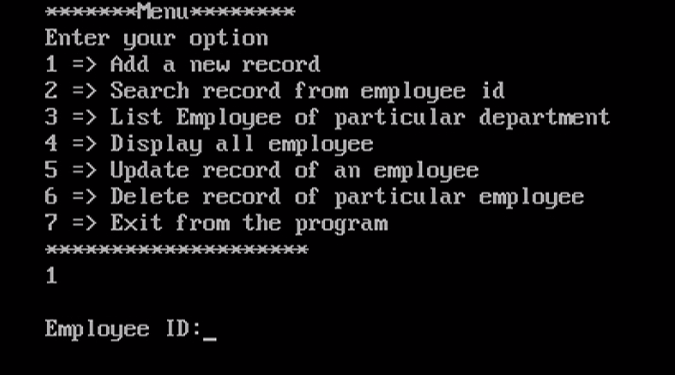 *******Menu********
Enter your option
1 => Add a new record
2 => Search record from employee id
3 => List Employee of particular department
4 => Display all employee
5 => Update record of an employee
6 => Delete record of particular employee
7 => Exit from the program
********************
1
Employee ID:_